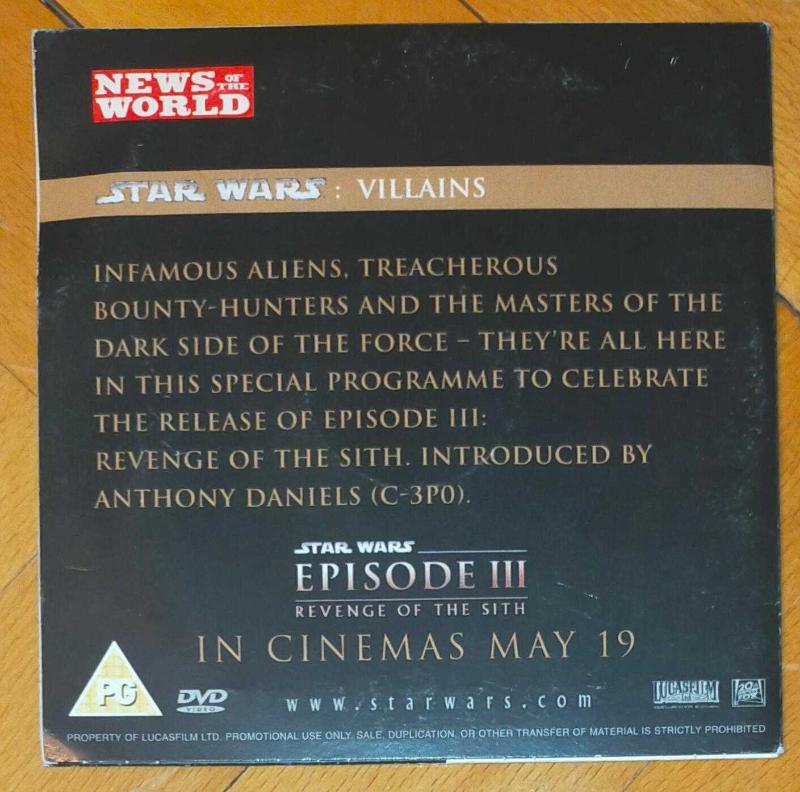 NEWS OF THE
WORLD
STAR WARS : VILLAINS
INFAMOUS ALIENS, TREACHEROUS
BOUNTY-HUNTERS AND THE MASTERS OF THE
DARK SIDE OF THE FORCE – THEY'RE ALL HERE
IN THIS SPECIAL PROGRAMME TO CELEBRATE
THE RELEASE OF EPISODE III:
REVENGE OF THE SITH. INTRODUCED BY
ANTHONY DANIELS (C-3P0).
STAR WARS
EPISODE III
REVENGE OF THE SITH
IN CINEMAS MAY 19
PG
DVD
VIDEO
www.starwars.com
LUCASFILM
20th
FOX
PROPERTY OF LUCASFILM LTD. PROMOTIONAL USE ONLY. SALE, DUPLICATION, OR OTHER TRANSFER OF MATERIAL IS STRICTLY PROHIBITED